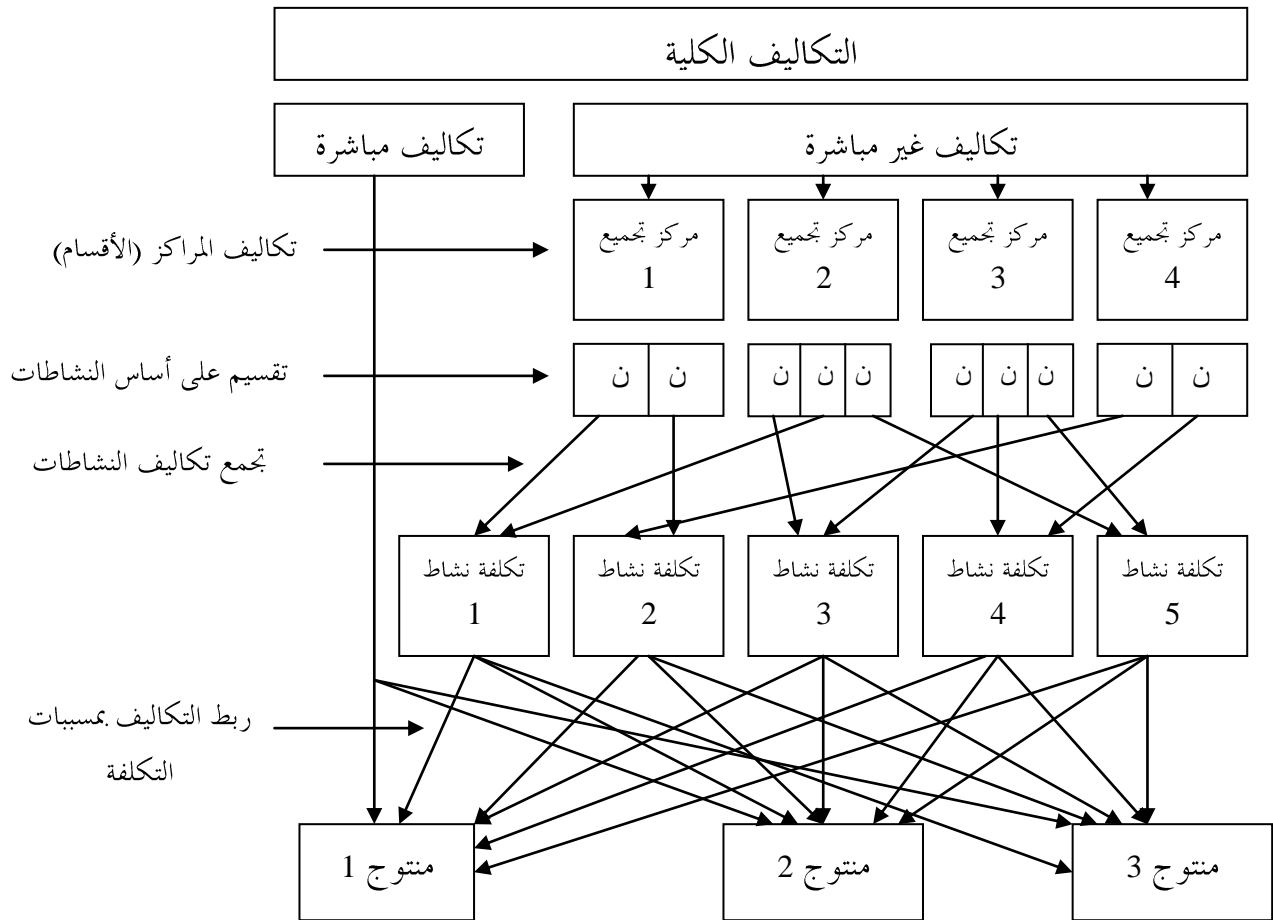 التكاليف الكلية
تكاليف غير مباشرة
تكاليف مباشرة
مركز تجميع
4
مركز تجميع
3
مركز تجميع
2
مركز تجميع
1
تكاليف المراكز (الأقسام)
ن
ن
ن
ن
ن
ن
ن
ن
ن
ن
تقسيم على أساس النشاطات
تجمع تكاليف النشاطات
تكلفة نشاط
5
تكلفة نشاط
4
تكلفة نشاط
3
تكلفة نشاط
2
تكلفة نشاط
1
ربط التكاليف بمسببات
التكلفة
منتوج 3
منتوج 2
منتوج 1